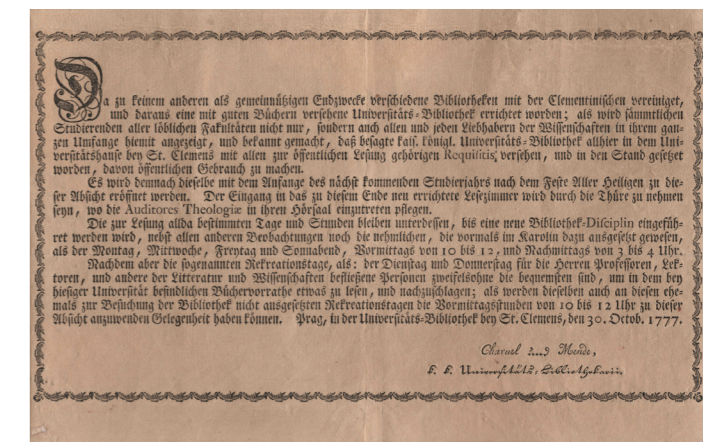 Da zu keinem anderen als gemeinnützigen Endzwecke verschiedene Bibliotheken mit der Clementinischen vereiniget,
und daraus eine mit guten Büchern versehene Universitäts-Bibliothek errichtet worden; als wird sämmtlichen
Studierenden aller löblichen Fakultäten nicht nur, sondern auch allen und jeden Liebhabern der Wissenschaften in ihrem gan-
zen Umfange hiemit angezeigt, und bekannt gemacht, daß besagte kais. königl. Universitäts-Bibliothek allhier in dem Uni-
versitätshause bey St. Clemens mit allen zur öffentlichen Lesung gehörigen Requisitis versehen, und in den Stand gesetzet
worden, davon öffentlichen Gebrauch zu machen.
Es wird demnach dieselbe mit dem Anfange des nächst kommenden Studierjahrs nach dem Feste Aller Heiligen zu die-
ser Absicht eröffnet werden. Der Eingang in das zu diesem Ende neu errichtete Lesezimmer wird durch die Thüre zu nehmen
seyn, wo die Auditores Theologiæ in ihren Hörsaal einzutreten pflegen.
Die zur Lesung allda bestimmten Tage und Stunden bleiben unterdessen, bis eine neue Bibliothek-Disciplin eingefüh-
ret werden wird, nebst allen anderen Beobachtungen noch die nehmlichen, die vormals im Karolin dazu ausgesetzt gewesen,
als der Montag, Mittwoche, Freytag und Sonnabend, Vormittags von 10 bis 12, und Nachmittags von 3 bis 4 Uhr.
Nachdem aber die sogenannten Rekreationstage, als: der Dienstag und Donnerstag für die Herren Professoren, Lek-
toren, und andere der Litteratur und Wissenschaften befließene Personen zweifelsohne die bequemsten sind, um in dem bey
hiesiger Universität befindlichen Büchervorrathe etwas zu lesen, und nachzuschlagen; als werden dieselben auch an diesen ehe-
mals zur Besuchung der Bibliothek nicht ausgesetzten Rekreationstagen die Vormittagsstunden von 10 bis 12 Uhr zu dieser
Absicht anzuwenden Gelegenheit haben können. Prag, in der Universitäts-Bibliothek bey St. Clemens, den 30. Octob. 1777.
K. K. Universitäts-Bibliothekarii.